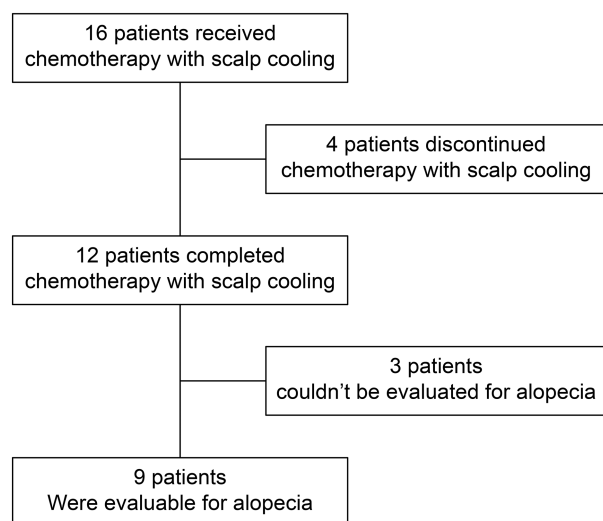 16 patients received
chemotherapy with scalp cooling
4 patients discontinued
chemotherapy with scalp cooling
12 patients completed
chemotherapy with scalp cooling
3 patients
couldn’t be evaluated for alopecia
9 patients
Were evaluable for alopecia